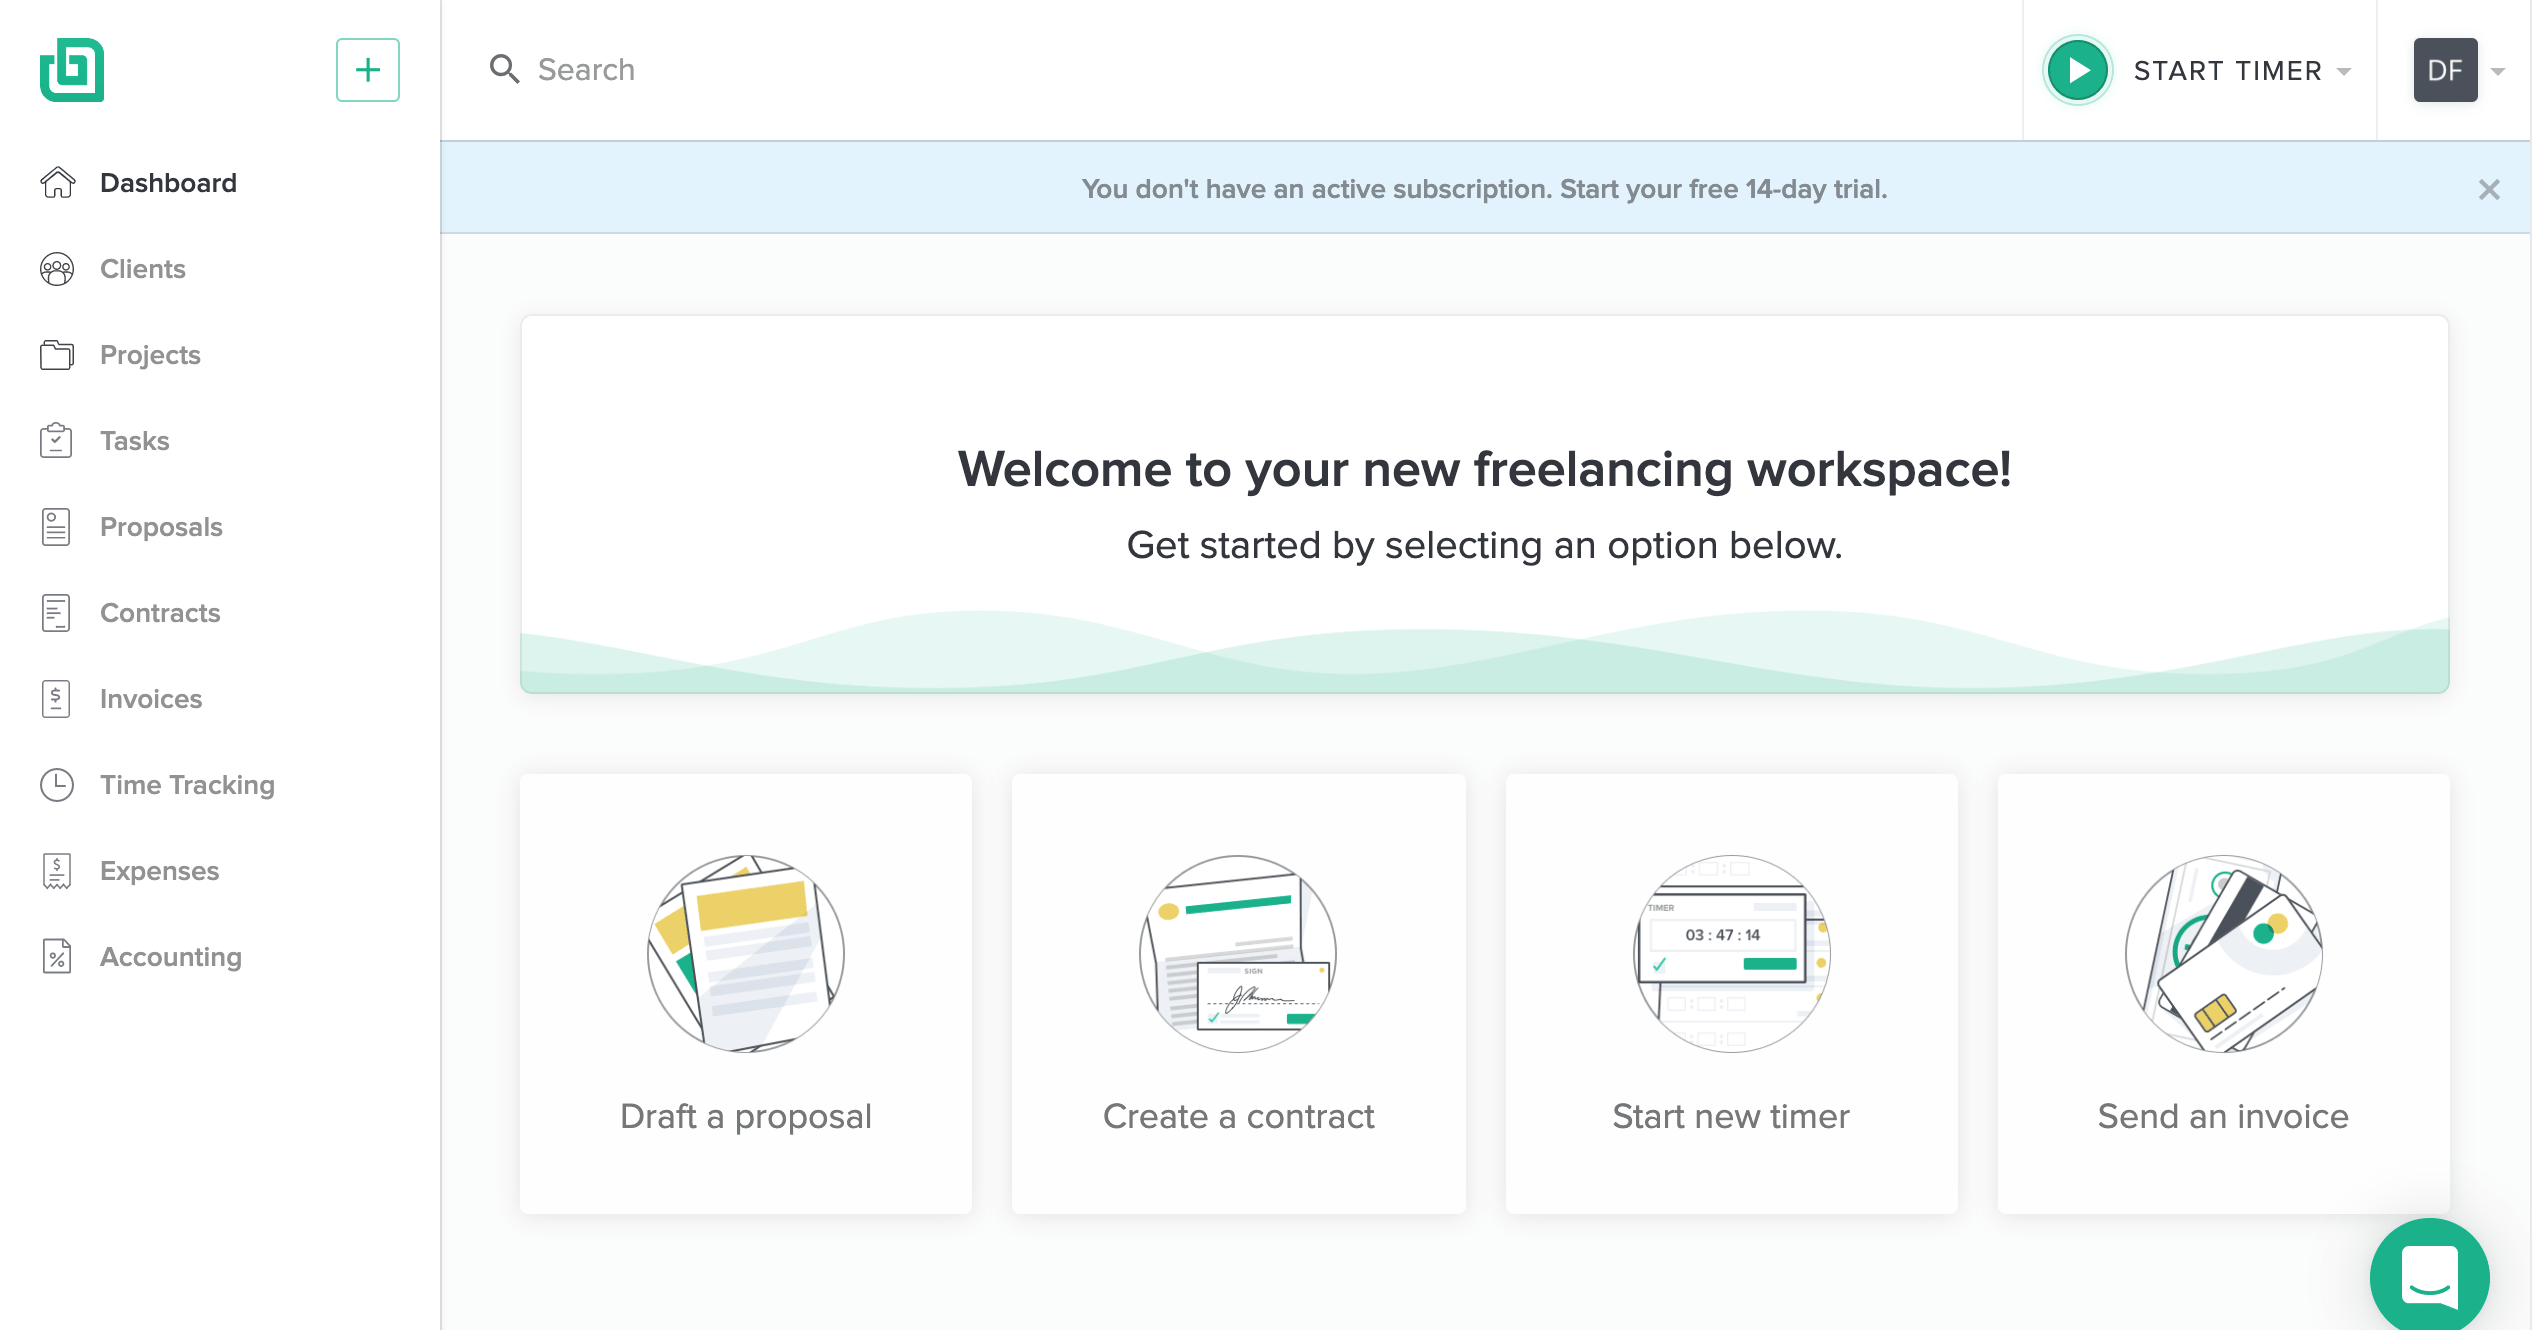 Search
START TIMER
DF
You don't have an active subscription. Start your free 14-day trial.
Dashboard
Clients
Projects
Tasks
Proposals
Contracts
Invoices
Time Tracking
Expenses
Accounting
Welcome to your new freelancing workspace!
Get started by selecting an option below.
SIGN
TIMER
03 : 47 : 14
Draft a proposal
Create a contract
Start new timer
Send an invoice